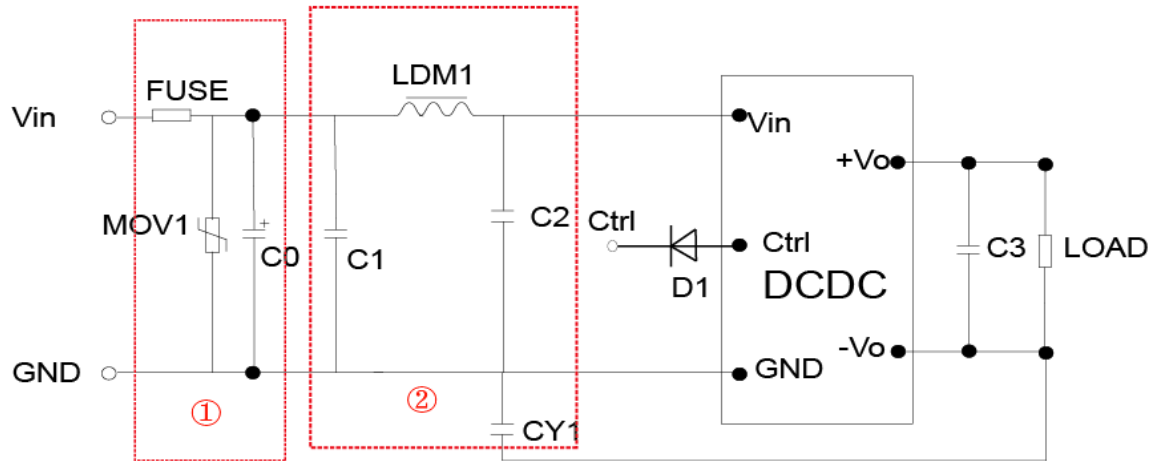 FUSE
LDM1
Vin
Vin
+Vo
MOV1
C0
+
C1
C2
Ctrl
Ctrl
D1
DCDC
C3
LOAD
GND
GND
-Vo
①
②
CY1